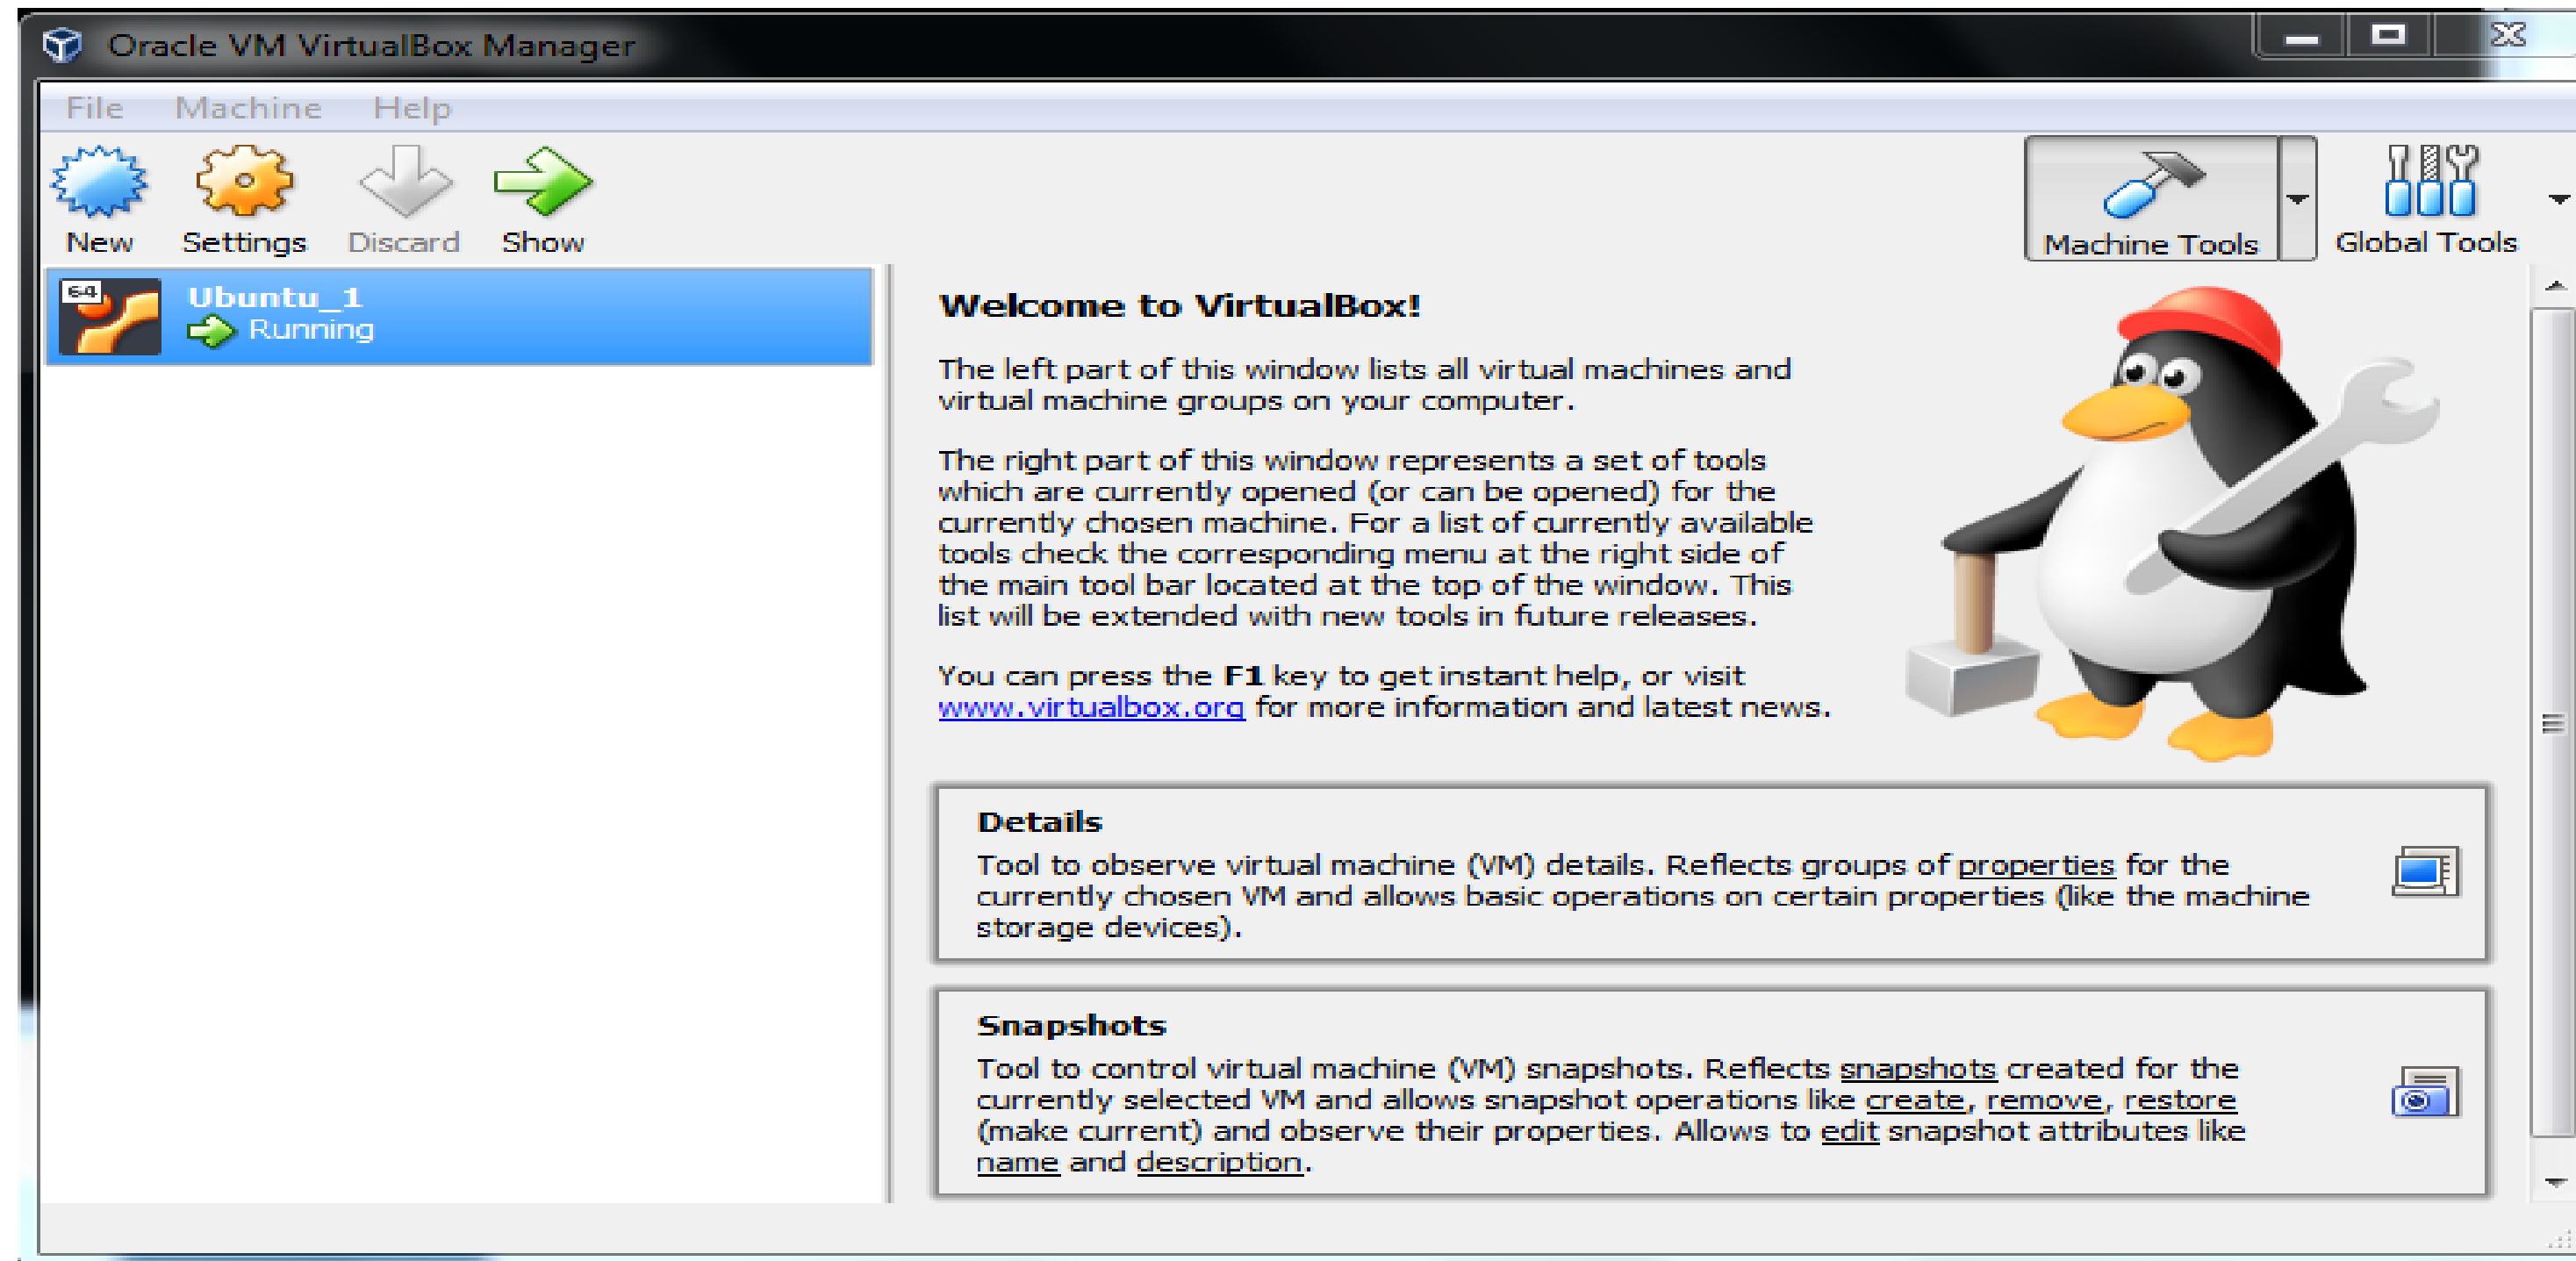 Oracle VM VirtualBox Manager
File Machine Help
New Settings Discard Show
Machine Tools Global Tools
64
Ubuntu_1
Running
Welcome to VirtualBox!
The left part of this window lists all virtual machines and
virtual machine groups on your computer.
The right part of this window represents a set of tools
which are currently opened (or can be opened) for the
currently chosen machine. For a list of currently available
tools check the corresponding menu at the right side of
the main tool bar located at the top of the window. This
list will be extended with new tools in future releases.
You can press the F1 key to get instant help, or visit
www.virtualbox.org for more information and latest news.
Details
Tool to observe virtual machine (VM) details. Reflects groups of properties for the
currently chosen VM and allows basic operations on certain properties (like the machine
storage devices).
Snapshots
Tool to control virtual machine (VM) snapshots. Reflects snapshots created for the
currently selected VM and allows snapshot operations like create, remove, restore
(make current) and observe their properties. Allows to edit snapshot attributes like
name and description.